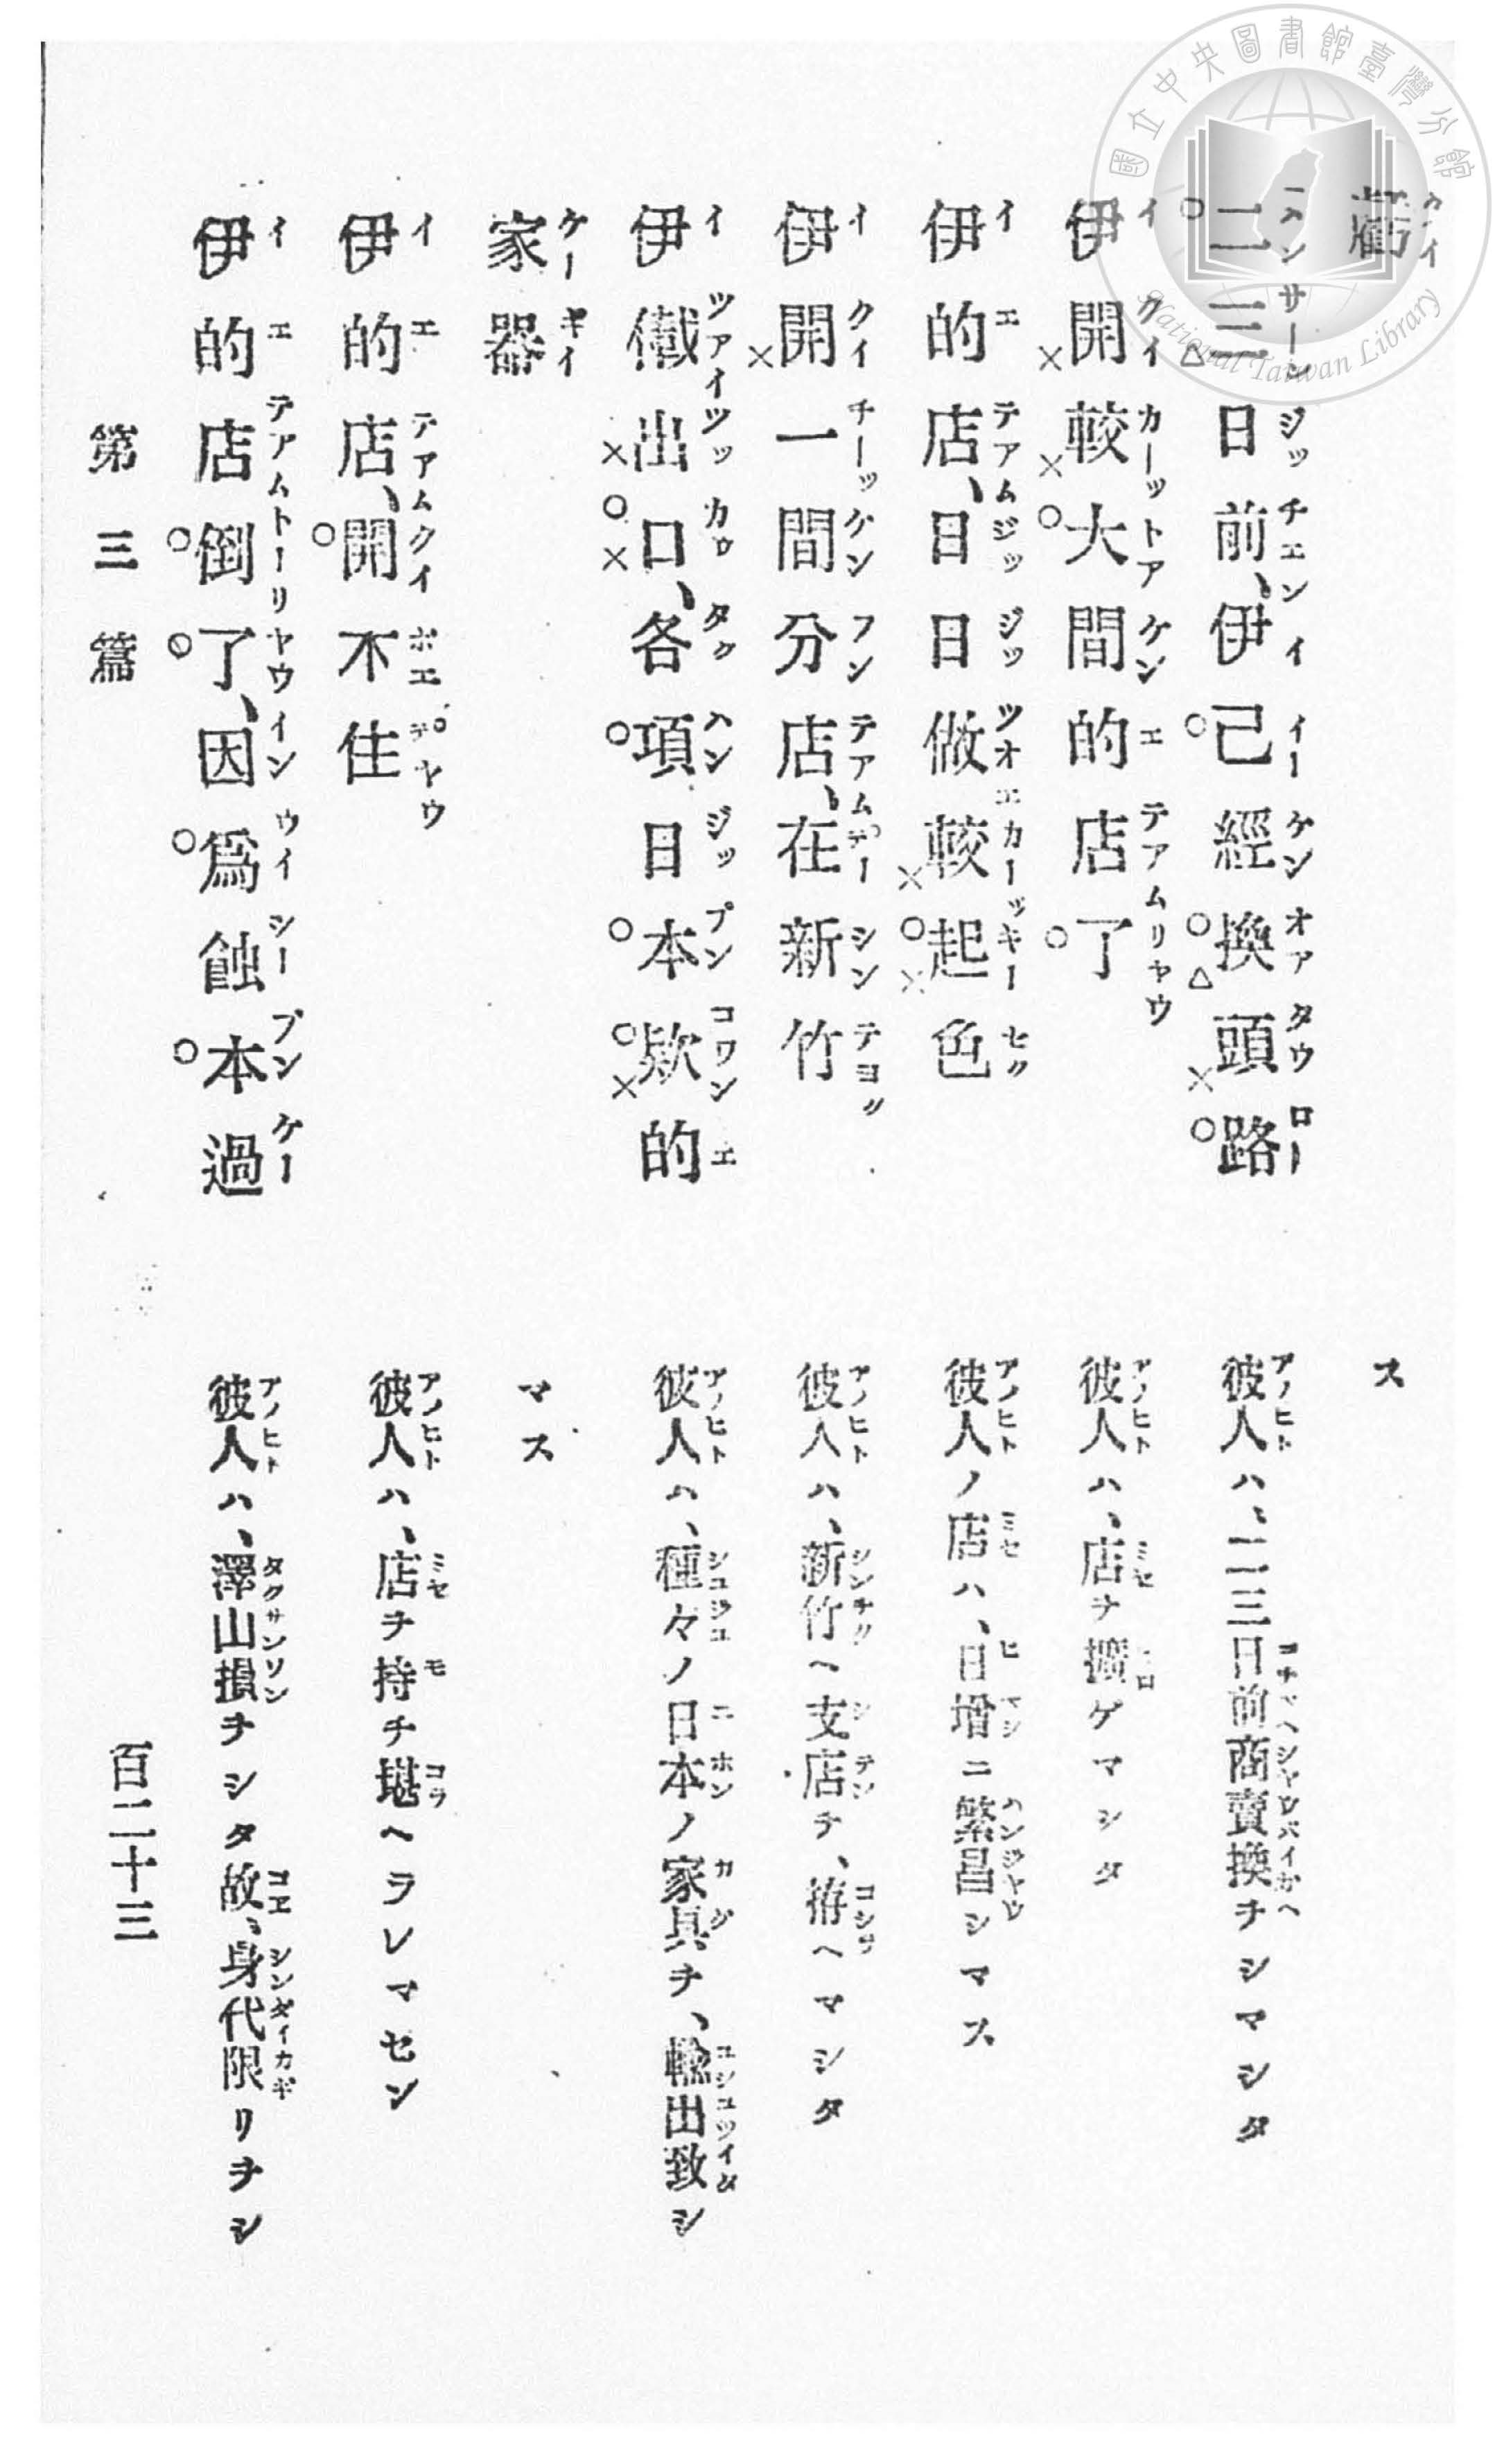 虧
二三日前、伊己經換頭路
伊開較大間的店了
伊的店、日日做較起色
伊開一間分店、在新竹
伊儎出口、各項日本欵的
家器
伊的店、開不住
伊的店倒了、因爲蝕本過
ス
彼人ハ、二三日前商賣換チシマシタ
彼人ハ、店チ擴ゲマシタ
彼人ノ店ハ、日增ニ繁昌シマス
彼人ハ、新竹ヘ支店チ、拵ヘマシタ
彼人ハ、種々ノ日本ノ家具チ、輸出致シ
マス
彼人ハ、店チ持チ堪ヘラレマセン
彼人ハ、澤山損チシタ故、身代限リチシ
第三篇
百二十三
國立中央圖書館臺灣分館
National Taiwan Library